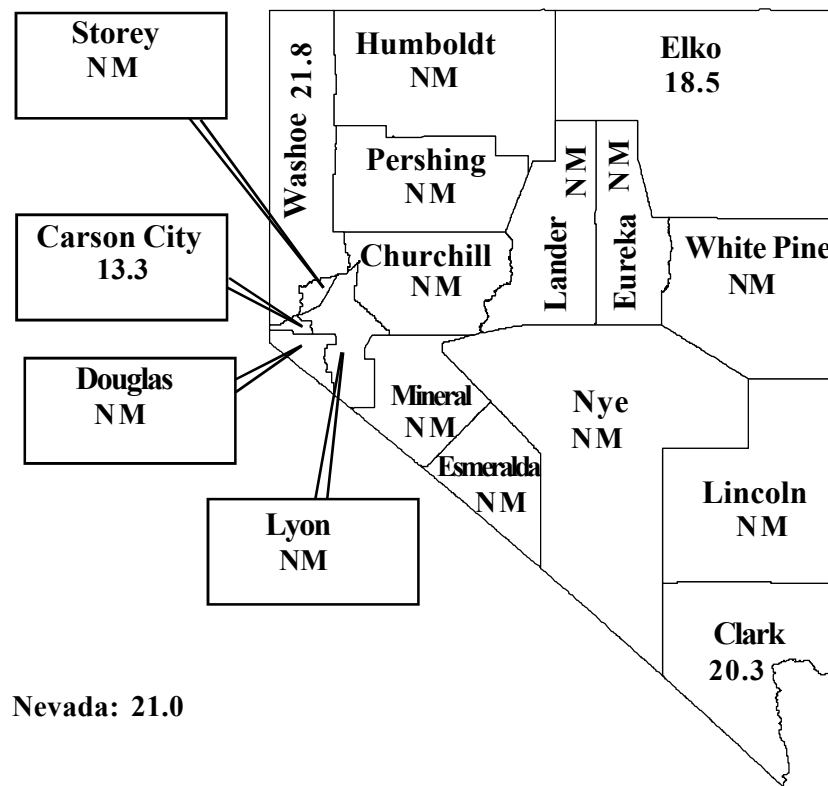 Storey
NM
Humboldt
NM
Elko
18.5
Washoe 21.8
Pershing
NM
Lander NM
Eureka NM
Carson City
13.3
Churchill
NM
White Pine
NM
Douglas
NM
Mineral
NM
Nye
NM
Esmeralda
NM
Lincoln
NM
Lyon
NM
Clark
20.3
Nevada: 21.0